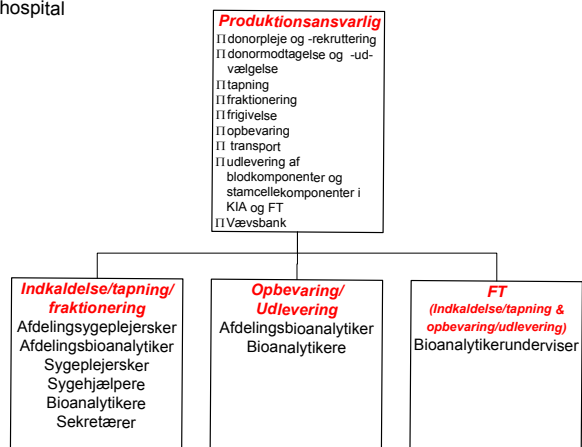 hospital
Produktionsansvarlig
Π donorpleje og -rekruttering
Π donormodtagelse og -ud-
vælgelse
Π tapning
Π fraktionering
Π frigivelse
Π opbevaring
Π transport
Π udlevering af
blodkomponenter og
stamcellekomponenter i
KIA og FT
Π Vævsbank
Indkaldelse/tapning/
fraktionering
Afdelingsygeplejersker
Afdelingsbioanalytiker
Sygeplejersker
Sygehjælpere
Bioanalytikere
Sekretærer
Opbevaring/
Udlevering
Afdelingsbioanalytiker
Bioanalytikere
FT
(Indkaldelse/tapning &
opbevaring/udlevering)
Bioanalytikerunderviser